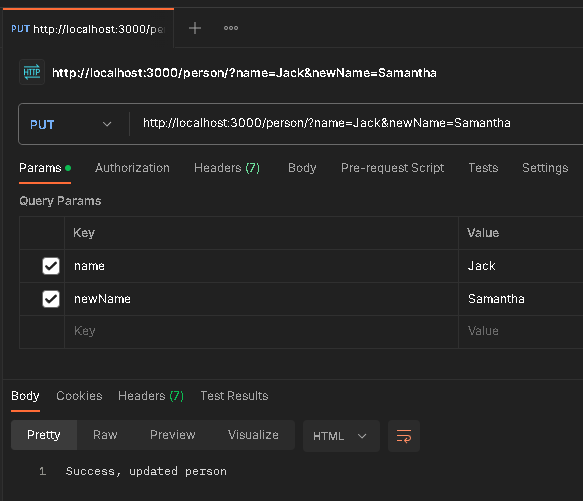 PUT http://localhost:3000/pe
HTTP http://localhost:3000/person/?name=Jack&newName=Samantha
PUT http://localhost:3000/person/?name=Jack&newName=Samantha
Params Authorization Headers (7) Body Pre-request Script Tests Settings
Query Params
Key Value
name Jack
newName Samantha
Key Value
Body Cookies Headers (7) Test Results
Pretty Raw Preview Visualize HTML
1 Success, updated person